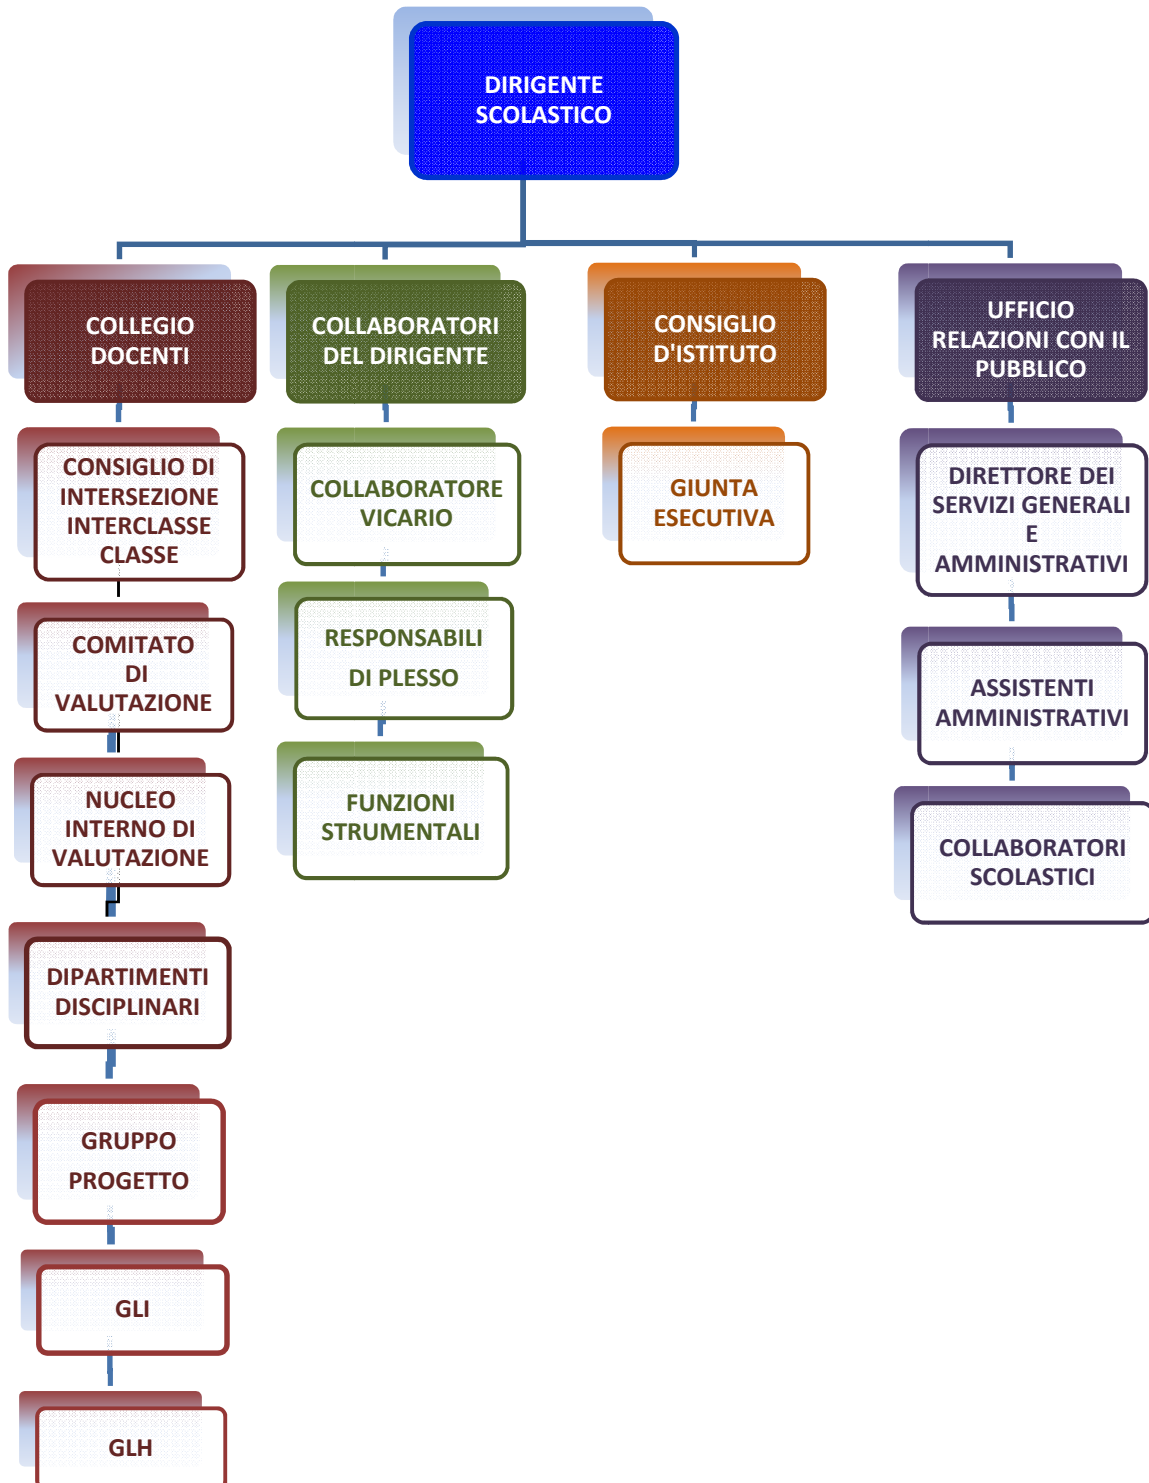 DIRIGENTE
SCOLASTICO
COLLEGIO
DOCENTI
COLLABORATORI
DEL DIRIGENTE
CONSIGLIO
D'ISTITUTO
UFFICIO
RELAZIONI CON IL
PUBBLICO
CONSIGLIO DI
INTERSEZIONE
INTERCLASSE
CLASSE
COLLABORATORE
VICARIO
GIUNTA
ESECUTIVA
DIRETTORE DEI
SERVIZI GENERALI
E
AMMINISTRATIVI
COMITATO
DI
VALUTAZIONE
RESPONSABILI
DI PLESSO
ASSISTENTI
AMMINISTRATIVI
NUCLEO
INTERNO DI
VALUTAZIONE
FUNZIONI
STRUMENTALI
COLLABORATORI
SCOLASTICI
DIPARTIMENTI
DISCIPLINARI
GRUPPO
PROGETTO
GLI
GLH